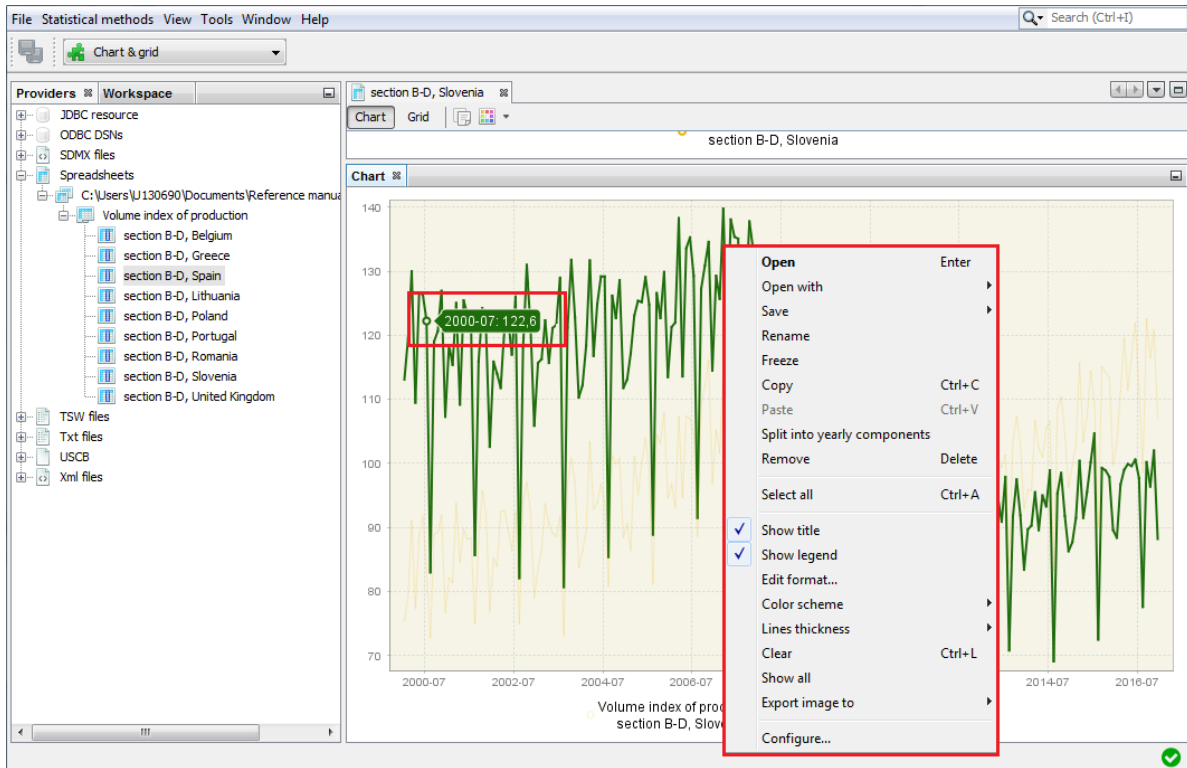 File Statistical methods View Tools Window Help
Search (Ctrl+I)
Chart & grid
Providers Workspace
JDBC resource
ODBC DSNs
SDMX files
Spreadsheets
C:\Users\U130690\Documents\Reference manua
Volume index of production
section B-D, Belgium
section B-D, Greece
section B-D, Spain
section B-D, Lithuania
section B-D, Poland
section B-D, Portugal
section B-D, Romania
section B-D, Slovenia
section B-D, United Kingdom
TSW files
Txt files
USCB
Xml files
section B-D, Slovenia
Chart Grid
section B-D, Slovenia
Chart
140
130
120
110
100
90
80
70
2000-07: 122,6
2000-07 2002-07 2004-07 2006-07 2014-07 2016-07
Volume index of prod
section B-D, Slove
Open Enter
Open with
Save
Rename
Freeze
Copy Ctrl+C
Paste Ctrl+V
Split into yearly components
Remove Delete
Select all Ctrl+A
Show title
Show legend
Edit format...
Color scheme
Lines thickness
Clear Ctrl+L
Show all
Export image to
Configure...